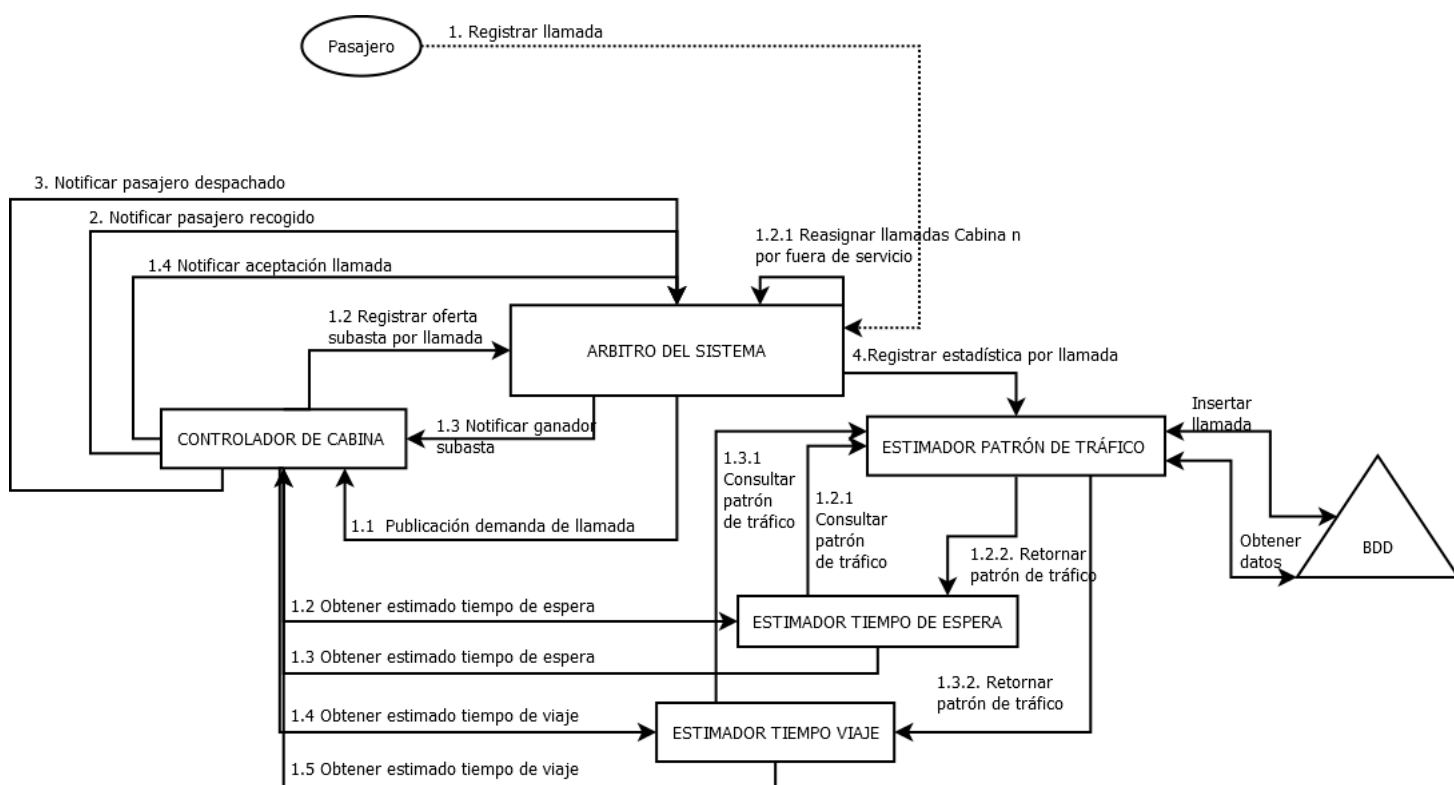 1. Registrar llamada
Pasajero
3. Notificar pasajero despachado
2. Notificar pasajero recogido
1.2.1 Reasignar llamadas Cabina n
por fuera de servicio
1.4 Notificar aceptación llamada
1.2 Registrar oferta
subasta por llamada
ARBITRO DEL SISTEMA
4.Registrar estadística por llamada
CONTROLADOR DE CABINA
1.3 Notificar ganador
subasta
ESTIMADOR PATRÓN DE TRÁFICO
Insertar
llamada
1.3.1
Consultar
patrón
de tráfico
1.2.1
Consultar
patrón
de tráfico
1.1 Publicación demanda de llamada
1.2.2. Retornar
patrón de tráfico
Obtener
datos
BDD
1.2 Obtener estimado tiempo de espera
ESTIMADOR TIEMPO DE ESPERA
1.3 Obtener estimado tiempo de espera
1.3.2. Retornar
patrón de tráfico
1.4 Obtener estimado tiempo de viaje
ESTIMADOR TIEMPO VIAJE
1.5 Obtener estimado tiempo de viaje